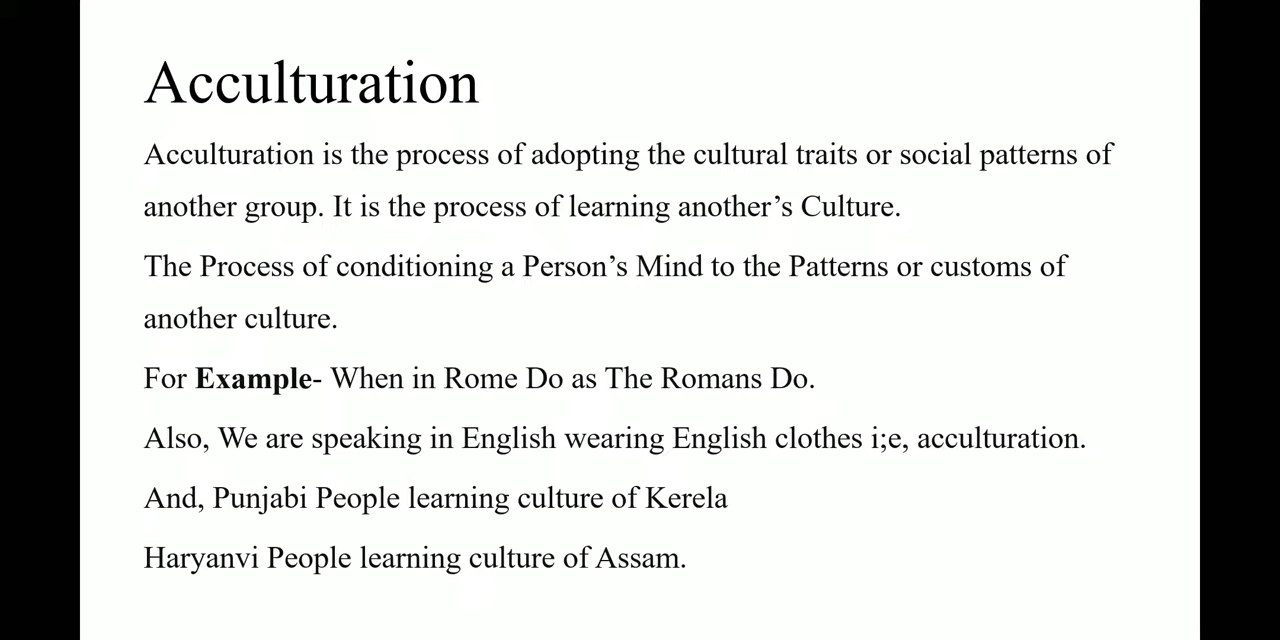 Acculturation
Acculturation is the process of adopting the cultural traits or social patterns of
another group. It is the process of learning another’s Culture.
The Process of conditioning a Person’s Mind to the Patterns or customs of
another culture.
For Example- When in Rome Do as The Romans Do.
Also, We are speaking in English wearing English clothes i;e, acculturation.
And, Punjabi People learning culture of Kerela
Haryanvi People learning culture of Assam.